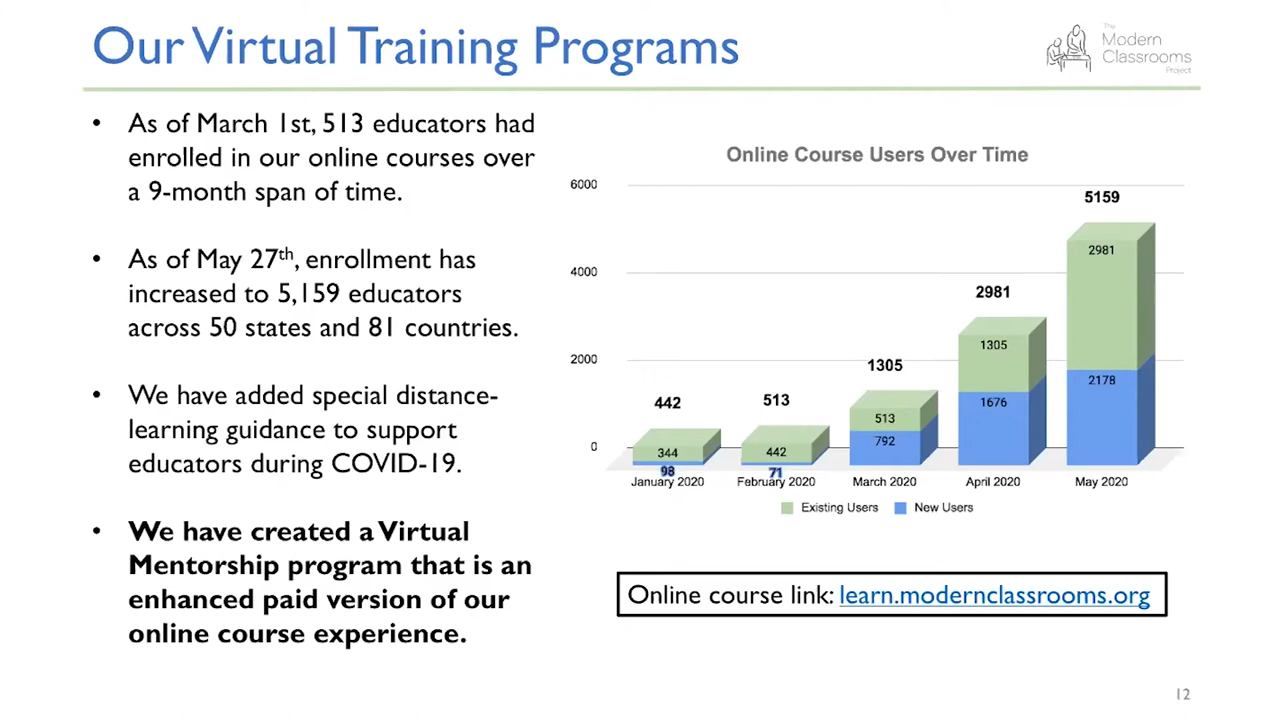 Our Virtual Training Programs
The
Modern
Classrooms
Project
• As of March 1st, 513 educators had
enrolled in our online courses over
a 9-month span of time.
• As of May 27th, enrollment has
increased to 5,159 educators
across 50 states and 81 countries.
• We have added special distance-
learning guidance to support
educators during COVID-19.
• We have created a Virtual
Mentorship program that is an
enhanced paid version of our
online course experience.
Online Course Users Over Time
6000
4000
2000
0
442
344
98
January 2020
513
442
71
February 2020
1305
513
792
March 2020
2981
1305
1676
April 2020
5159
2981
2178
May 2020
Existing Users New Users
Online course link: learn.modernclassrooms.org
12